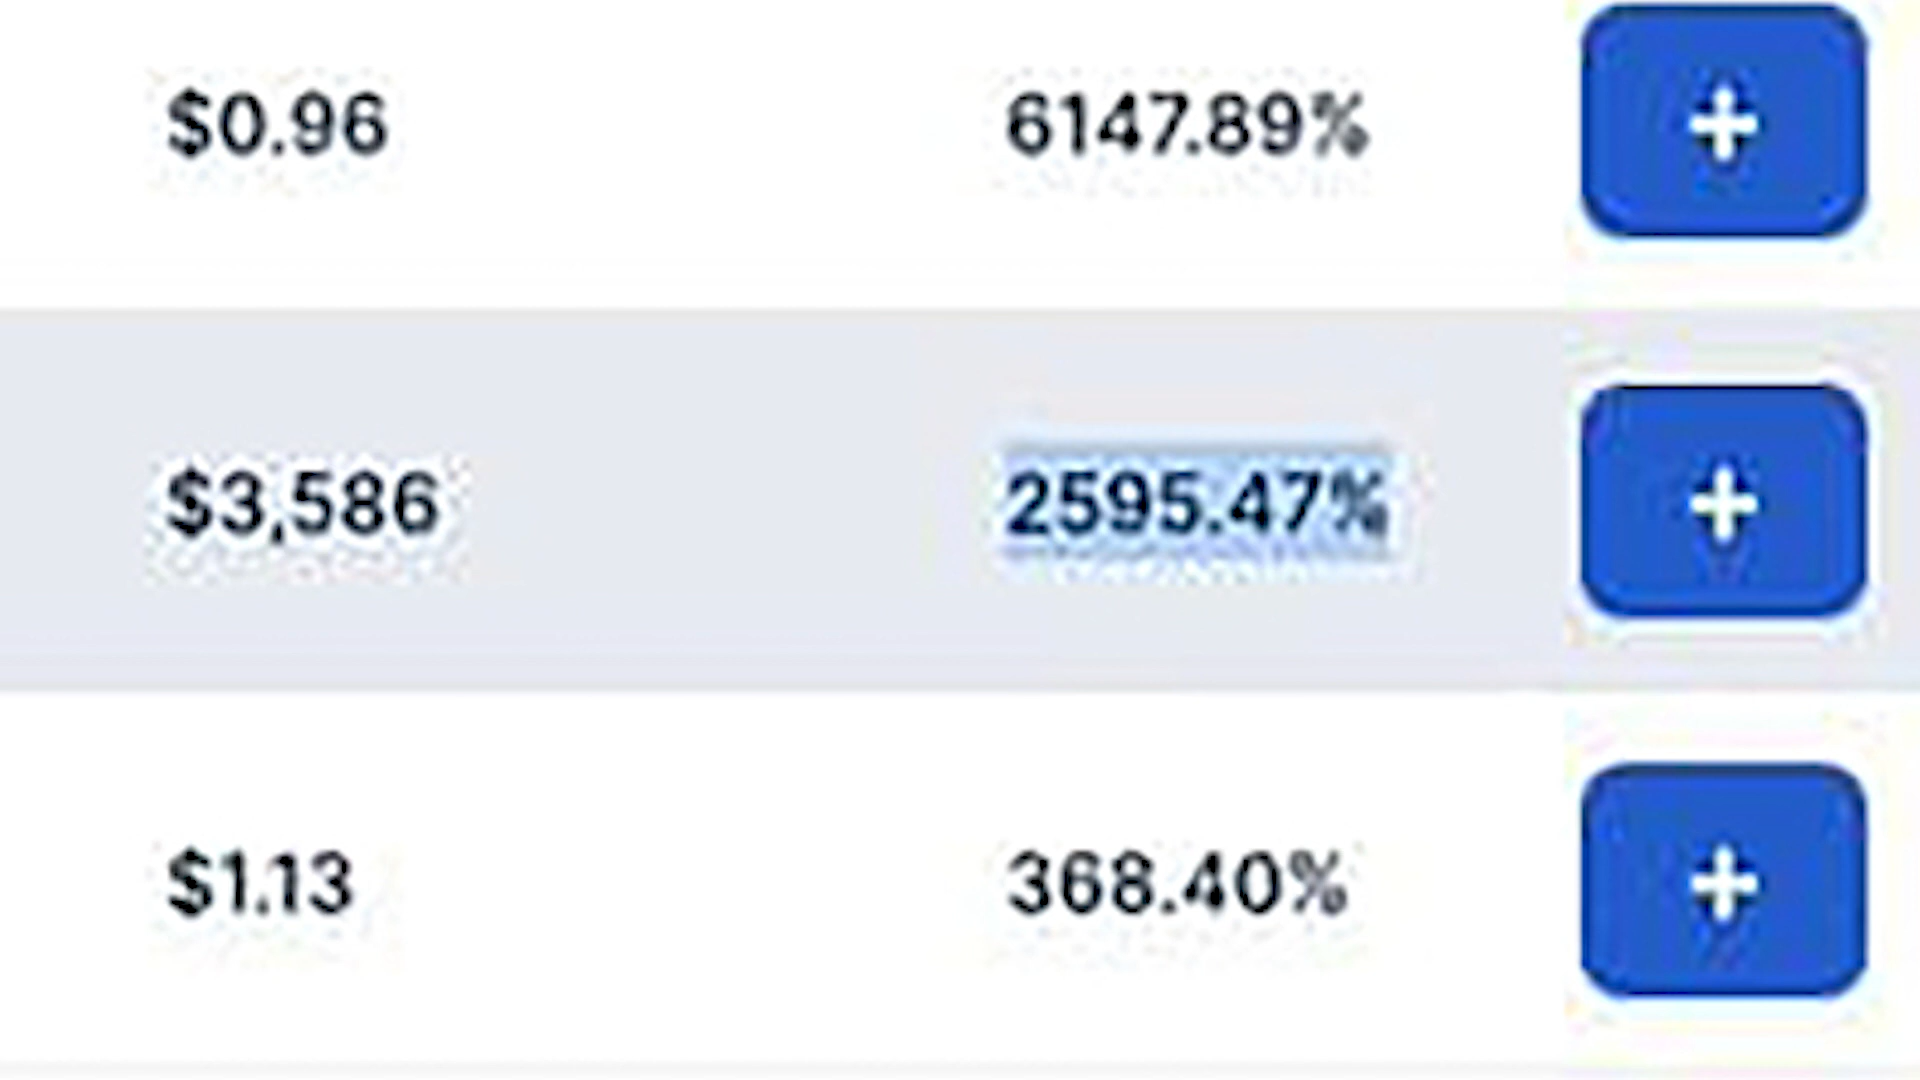 $0.96 6147.89% +
$3,586 2595.47% +
$1.13 368.40% +